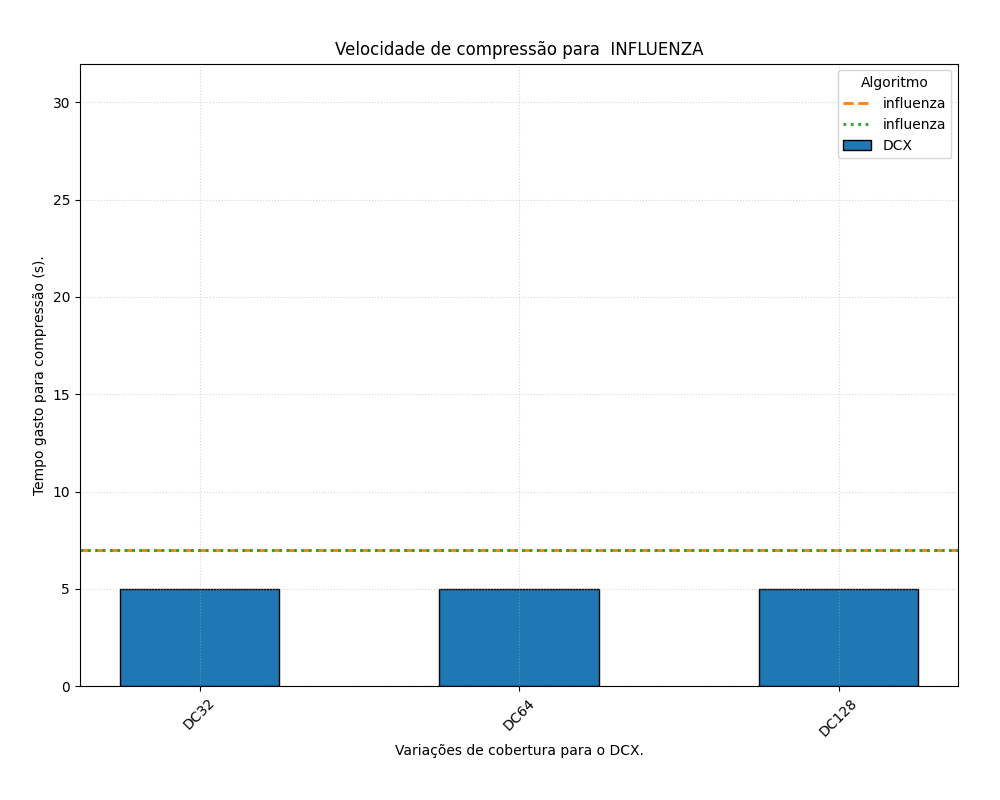 Velocidade de compressão para  INFLUENZA
Algoritmo
influenza
influenza
DCX
Tempo gasto para compressão (s).
30
25
20
15
10
5
0
DC32
DC64
DC128
Variações de cobertura para o DCX.